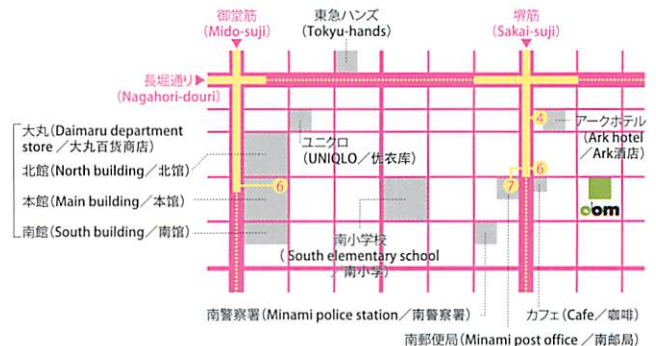 御堂筋
(Mido-suji)
東急ハンズ
(Tokyu-hands)
堺筋
(Sakai-suji)
長堀通り
(Nagahori-douri)
大丸(Daimaru department
store／大丸百货商店)
北館(North building／北馆)
本館(Main building／本馆)
南館(South building／南馆)
ユニクロ
(UNIQLO／优衣库)
4
アークホテル
(Ark hotel
/Ark酒店)
6
6
7
d'om
南小学校
( South elementary school
／南小学)
南警察署(Minami police station／南警察署)
カフェ(Cafe／咖啡)
南郵便局(Minami post office ／南邮局)